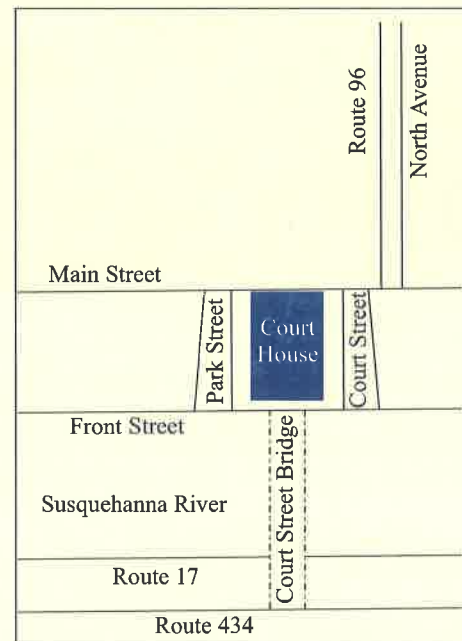 Route 96
North Avenue
Main Street
Park Street
Court
House
Court Street
Front Street
Court Street Bridge
Susquehanna River
Route 17
Route 434